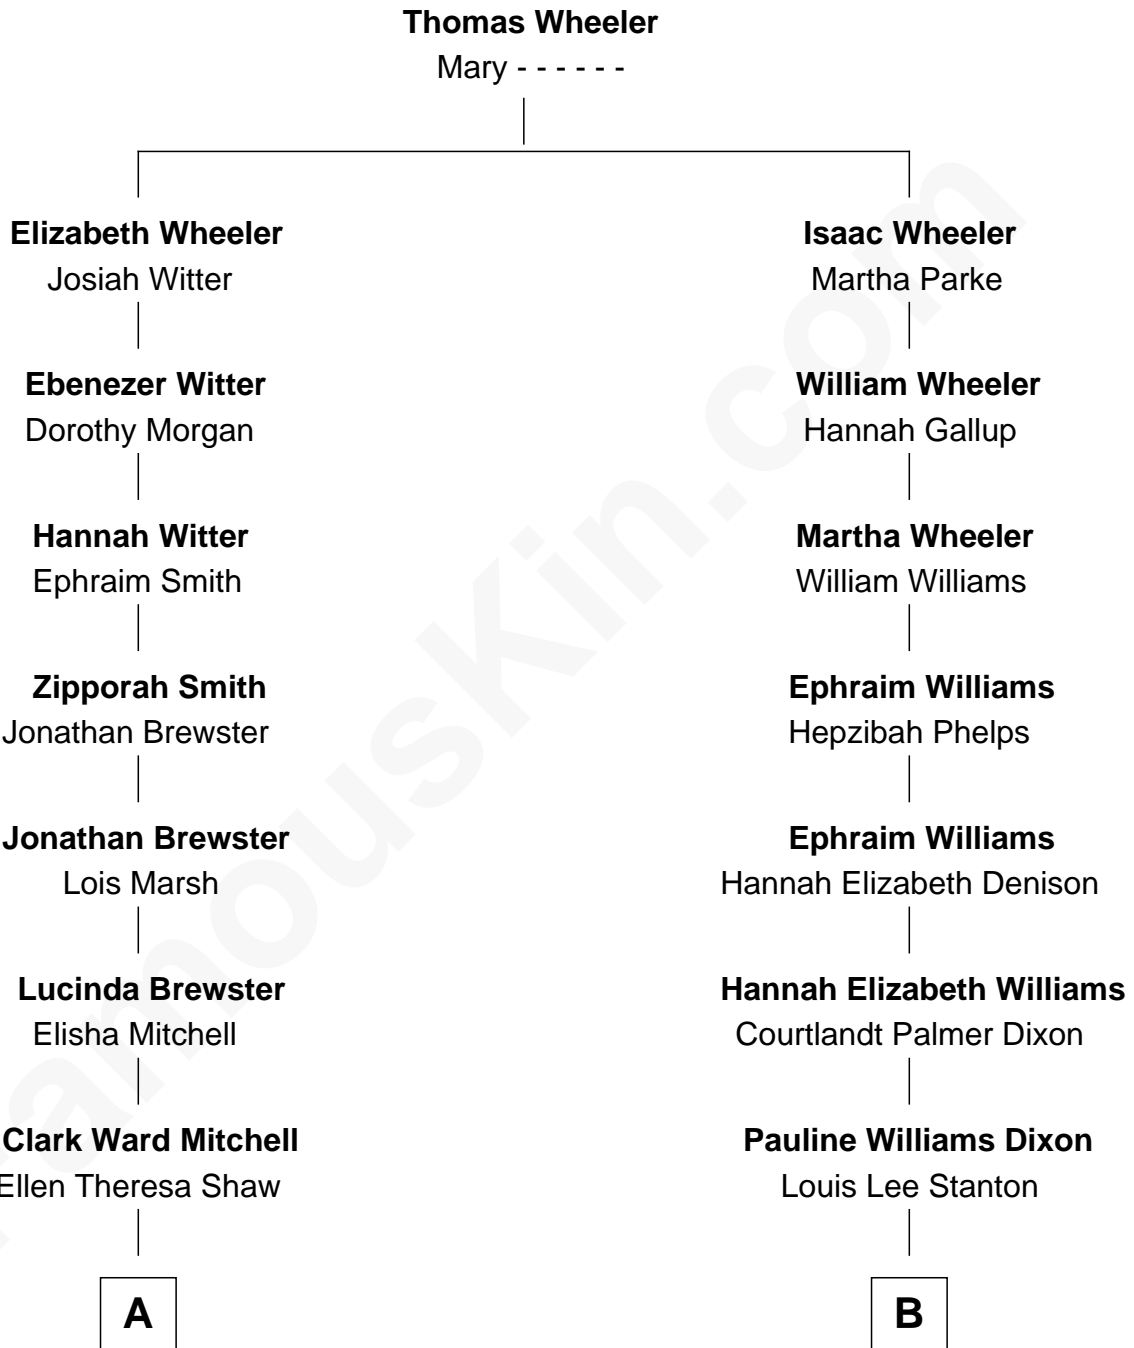 Thomas Wheeler
Mary - - - - - -
Elizabeth Wheeler
Josiah Witter
Isaac Wheeler
Martha Parke
Ebenezer Witter
Dorothy Morgan
William Wheeler
Hannah Gallup
Hannah Witter
Ephraim Smith
Martha Wheeler
William Williams
Zipporah Smith
Jonathan Brewster
Ephraim Williams
Hepzibah Phelps
Jonathan Brewster
Lois Marsh
Ephraim Williams
Hannah Elizabeth Denison
Lucinda Brewster
Elisha Mitchell
Hannah Elizabeth Williams
Courtlandt Palmer Dixon
Clark Ward Mitchell
Ellen Theresa Shaw
Pauline Williams Dixon
Louis Lee Stanton
A
B
FamousKin.com